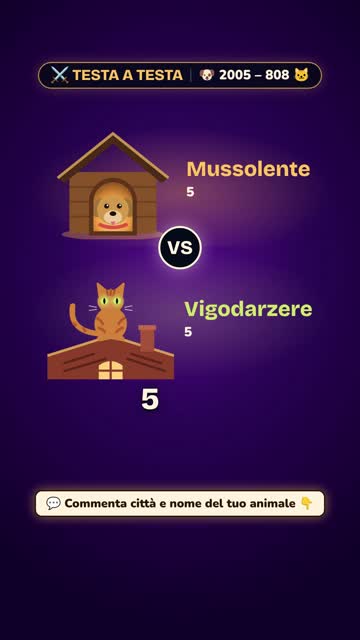 ⚔️ TESTA A TESTA | 🐶 2005 – 808 🐱
Mussolente
5
VS
Vigodarzere
5
5
💬 Commenta città e nome del tuo animale 👇